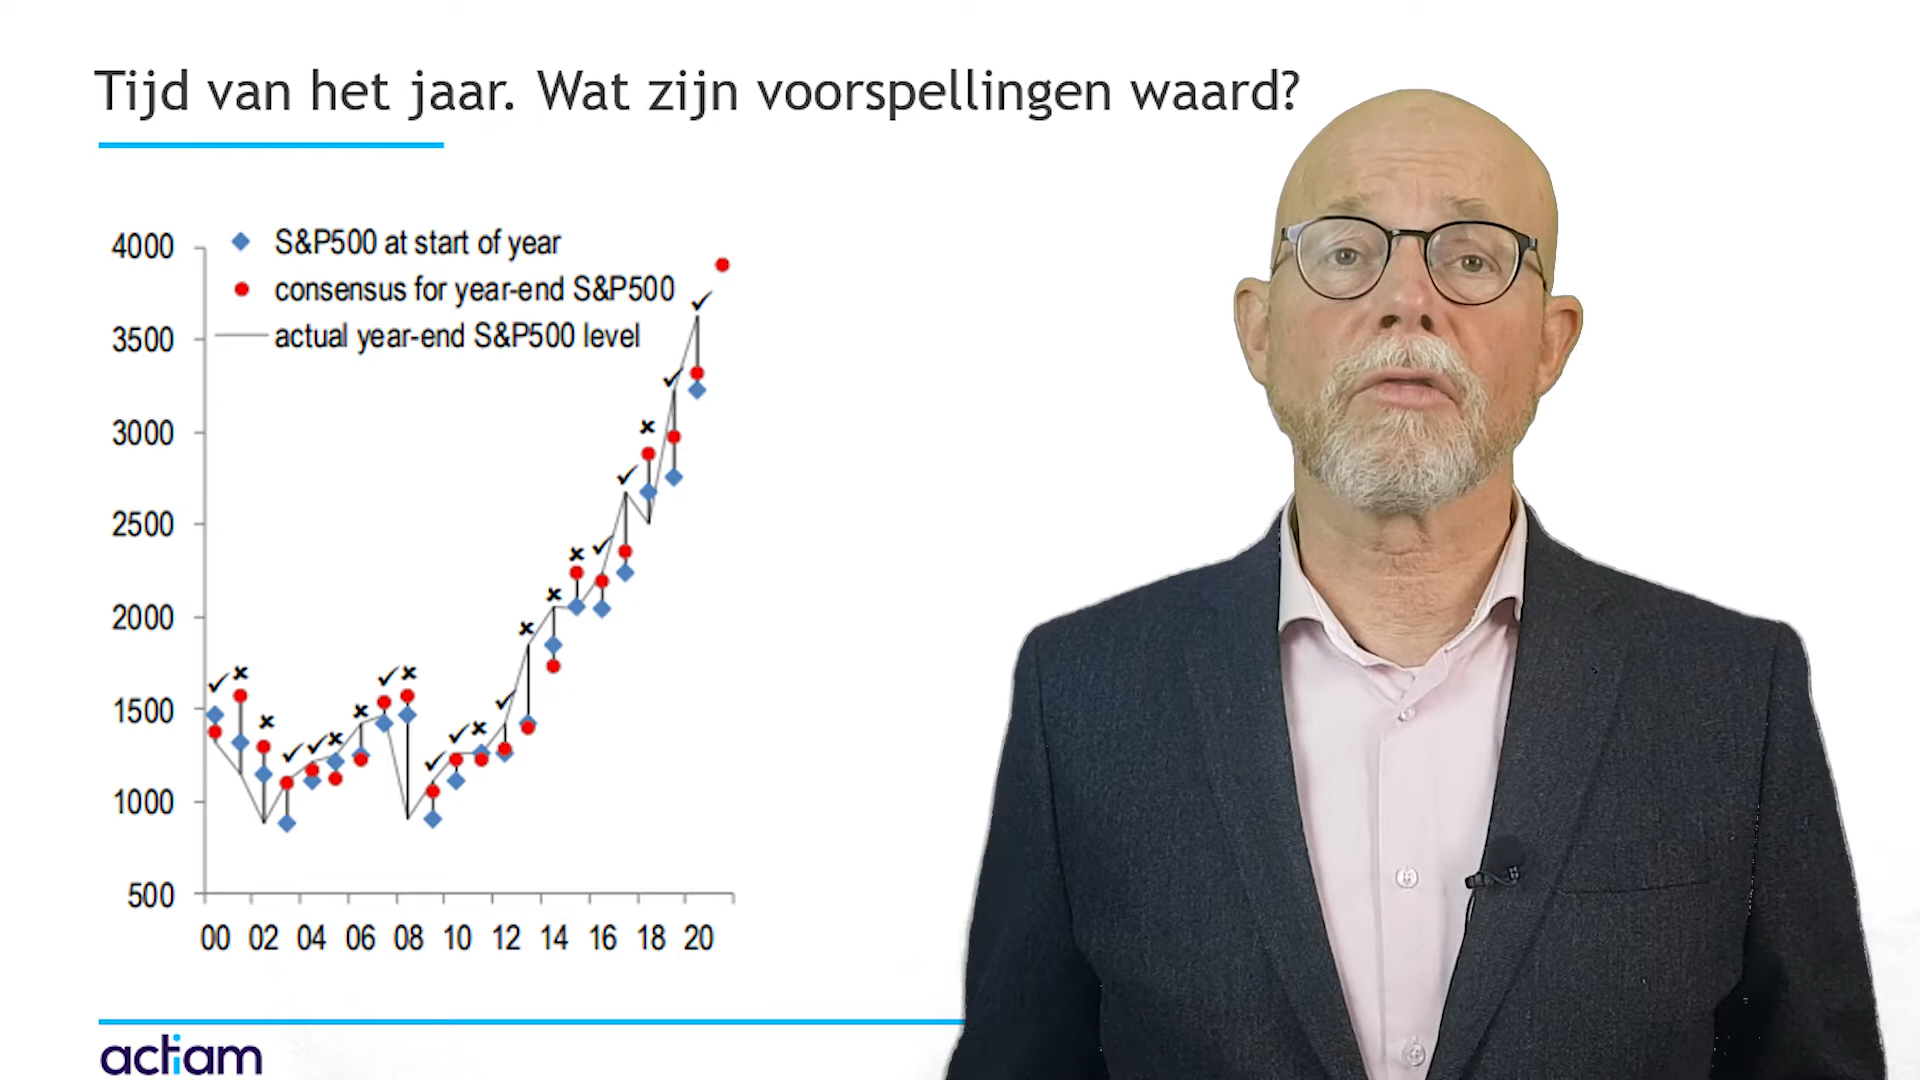 Tijd van het jaar. Wat zijn voorspellingen waard?
S&P500 at start of year
consensus for year-end S&P500
actual year-end S&P500 level
4000
3500
3000
2500
2000
1500
1000
500
00 02 04 06 08 10 12 14 16 18 20
actiam